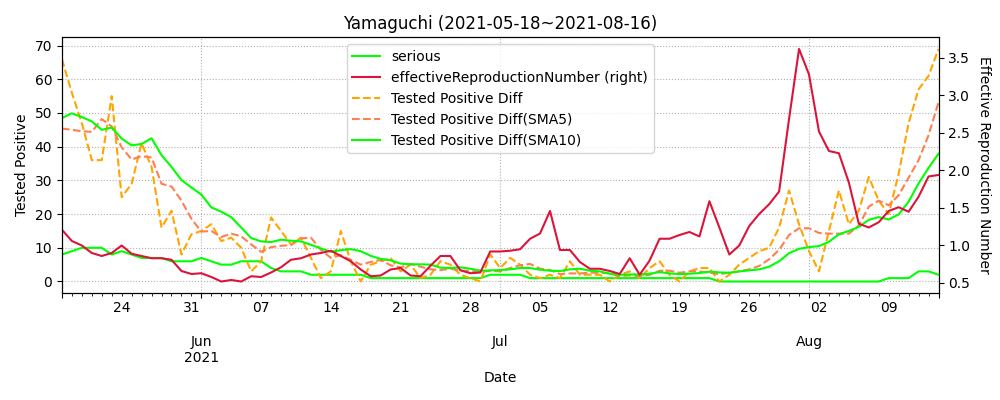 Yamaguchi (2021-05-18~2021-08-16)
serious
effectiveReproductionNumber (right)
Tested Positive Diff
Tested Positive Diff(SMA5)
Tested Positive Diff(SMA10)
Tested Positive
70
60
50
40
30
20
10
0
Effective Reproduction Number
3.5
3.0
2.5
2.0
1.5
1.0
0.5
24 31 07 14 21 28 05 12 19 26 02 09
Jun Jul Aug
2021
Date